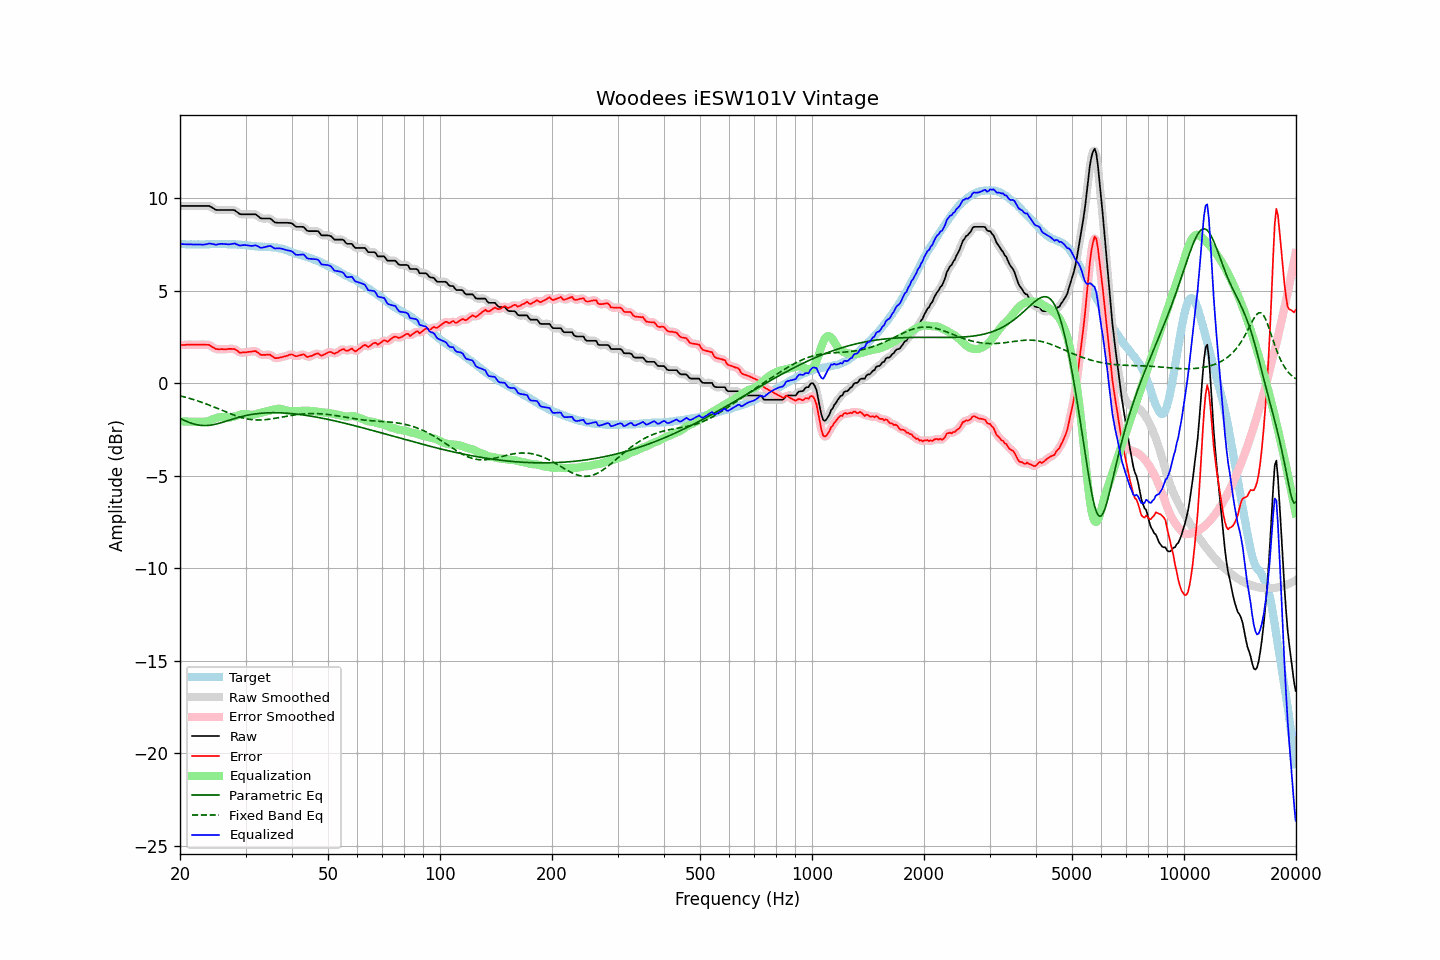 Woodees iESW101V Vintage
Amplitude (dBr)
10
5
0
−5
−10
−15
−20
−25
Target
Raw Smoothed
Error Smoothed
Raw
Error
Equalization
Parametric Eq
Fixed Band Eq
Equalized
20 50 100 200 500 1000 2000 5000 10000 20000
Frequency (Hz)